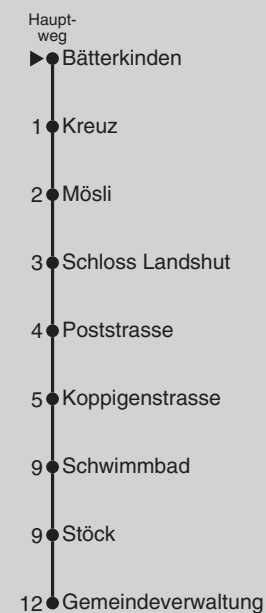 Haupt-
weg
Bätterkinden
1 Kreuz
2 Mösli
3 Schloss Landshut
4 Poststrasse
5 Koppigenstrasse
9 Schwimmbad
9 Stöck
12 Gemeindeverwaltung